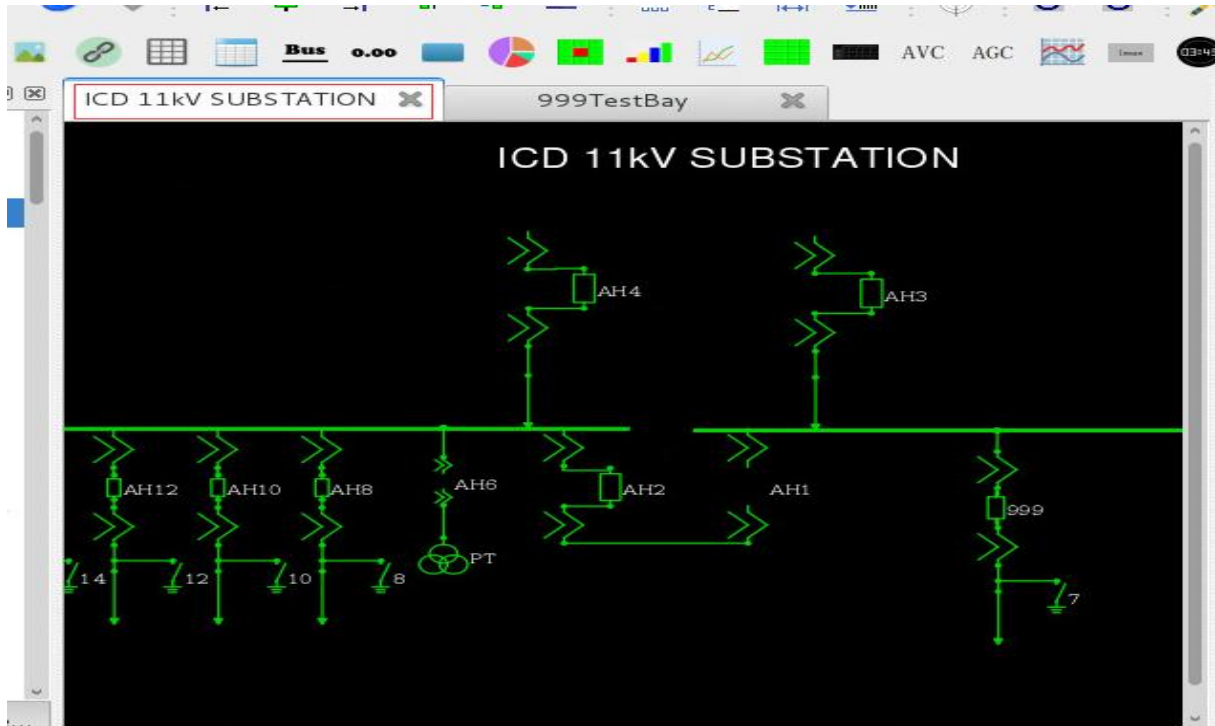 Bus 0.00 AVC AGC
ICD 11kV SUBSTATION 999TestBay
ICD 11kV SUBSTATION
AH4
AH3
AH12 AH10 AH8 AH6 AH2 AH1
999
PT
14 12 10 8
7